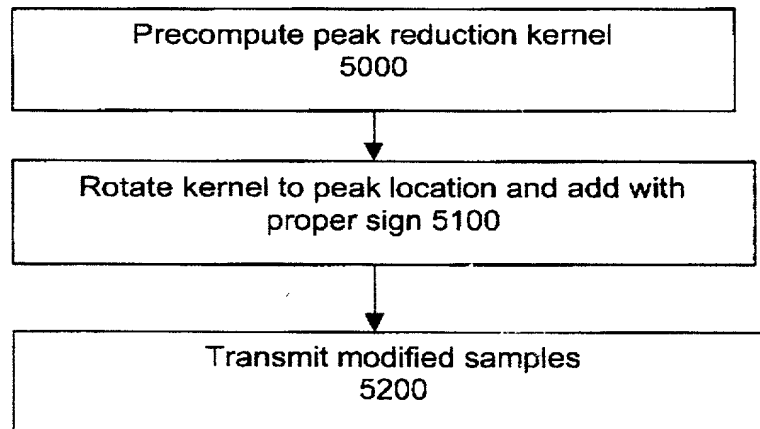 Precompute peak reduction kernel
5000
Rotate kernel to peak location and add with
proper sign 5100
Transmit modified samples
5200